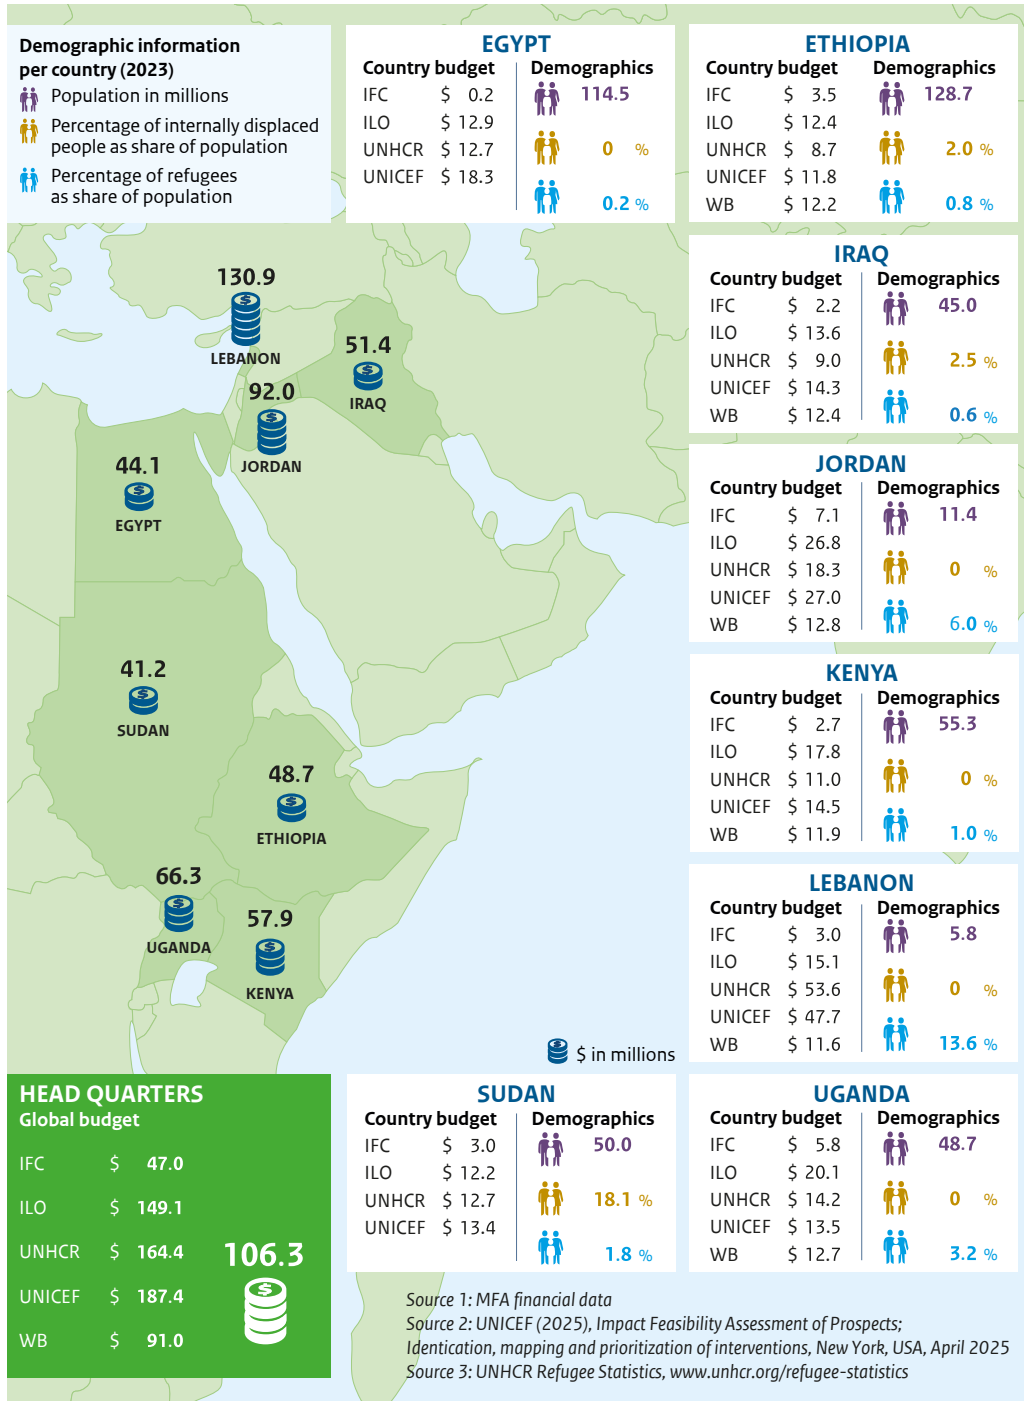 Demographic information
per country (2023)
Population in millions
Percentage of internally displaced
people as share of population
Percentage of refugees
as share of population
EGYPT
Country budget Demographics
IFC $ 0.2 114.5
ILO $ 12.9
UNHCR $ 12.7 0 %
UNICEF $ 18.3
0.2 %
ETHIOPIA
Country budget Demographics
IFC $ 3.5 128.7
ILO $ 12.4
UNHCR $ 8.7 2.0 %
UNICEF $ 11.8
WB $ 12.2 0.8 %
IRAQ
Country budget Demographics
IFC $ 2.2 45.0
ILO $ 13.6
UNHCR $ 9.0 2.5 %
UNICEF $ 14.3
WB $ 12.4 0.6 %
JORDAN
Country budget Demographics
IFC $ 7.1 11.4
ILO $ 26.8
UNHCR $ 18.3 0 %
UNICEF $ 27.0
WB $ 12.8 6.0 %
KENYA
Country budget Demographics
IFC $ 2.7 55.3
ILO $ 17.8
UNHCR $ 11.0 0 %
UNICEF $ 14.5
WB $ 11.9 1.0 %
LEBANON
Country budget Demographics
IFC $ 3.0 5.8
ILO $ 15.1
UNHCR $ 53.6 0 %
UNICEF $ 47.7
WB $ 11.6 13.6 %
130.9
$
LEBANON
51.4
$
IRAQ
92.0
$
JORDAN
44.1
$
EGYPT
41.2
$
SUDAN
48.7
$
ETHIOPIA
66.3
$
UGANDA
57.9
$
KENYA
$ $ in millions
HEAD QUARTERS
Global budget
IFC $ 47.0
ILO $ 149.1
UNHCR $ 164.4
UNICEF $ 187.4
WB $ 91.0
106.3
$
SUDAN
Country budget Demographics
IFC $ 3.0 50.0
ILO $ 12.2
UNHCR $ 12.7 18.1 %
UNICEF $ 13.4
1.8 %
UGANDA
Country budget Demographics
IFC $ 5.8 48.7
ILO $ 20.1
UNHCR $ 14.2 0 %
UNICEF $ 13.5
WB $ 12.7 3.2 %
Source 1: MFA financial data
Source 2: UNICEF (2025), Impact Feasibility Assessment of Prospects;
Identication, mapping and prioritization of interventions, New York, USA, April 2025
Source 3: UNHCR Refugee Statistics, www.unhcr.org/refugee-statistics